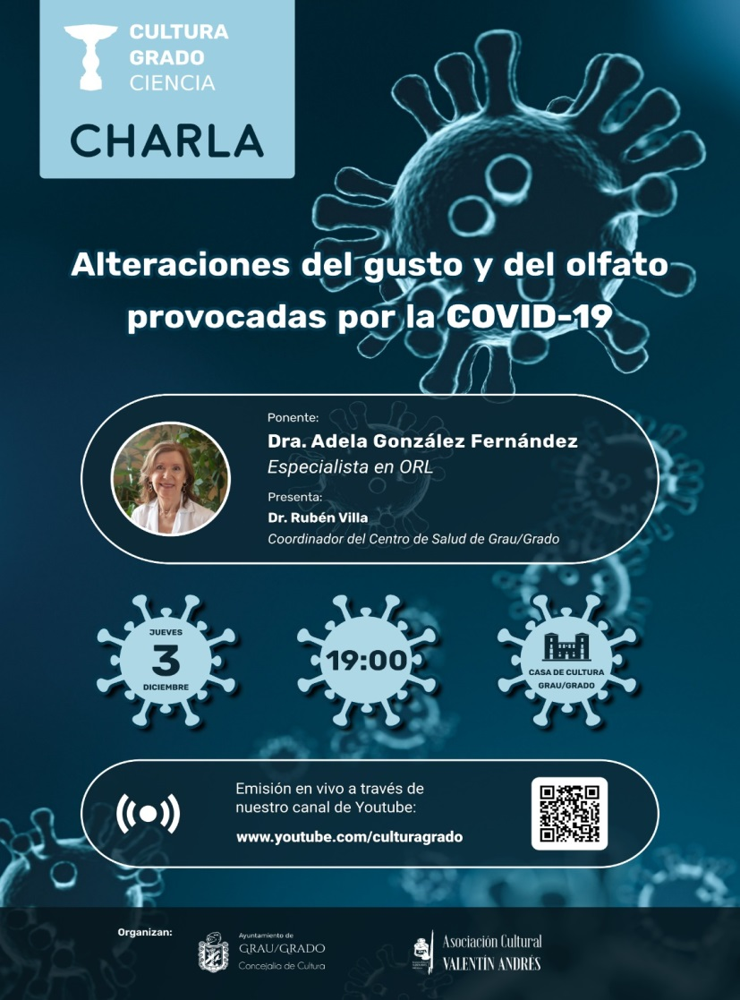 CULTURA
GRADO
CIENCIA
CHARLA
Alteraciones del gusto y del olfato
provocadas por la COVID-19
Ponente:
Dra. Adela González Fernández
Especialista en ORL
Presenta:
Dr. Rubén Villa
Coordinador del Centro de Salud de Grau/Grado
JUEVES
3
DICIEMBRE
19:00
CASA DE CULTURA
GRAU/GRADO
Emisión en vivo a través de
nuestro canal de Youtube:
www.youtube.com/culturagrado
Organizan:
Ayuntamiento de
GRAU/GRADO
Concejalía de Cultura
Asociación Cultural
VALENTÍN ANDRÉS